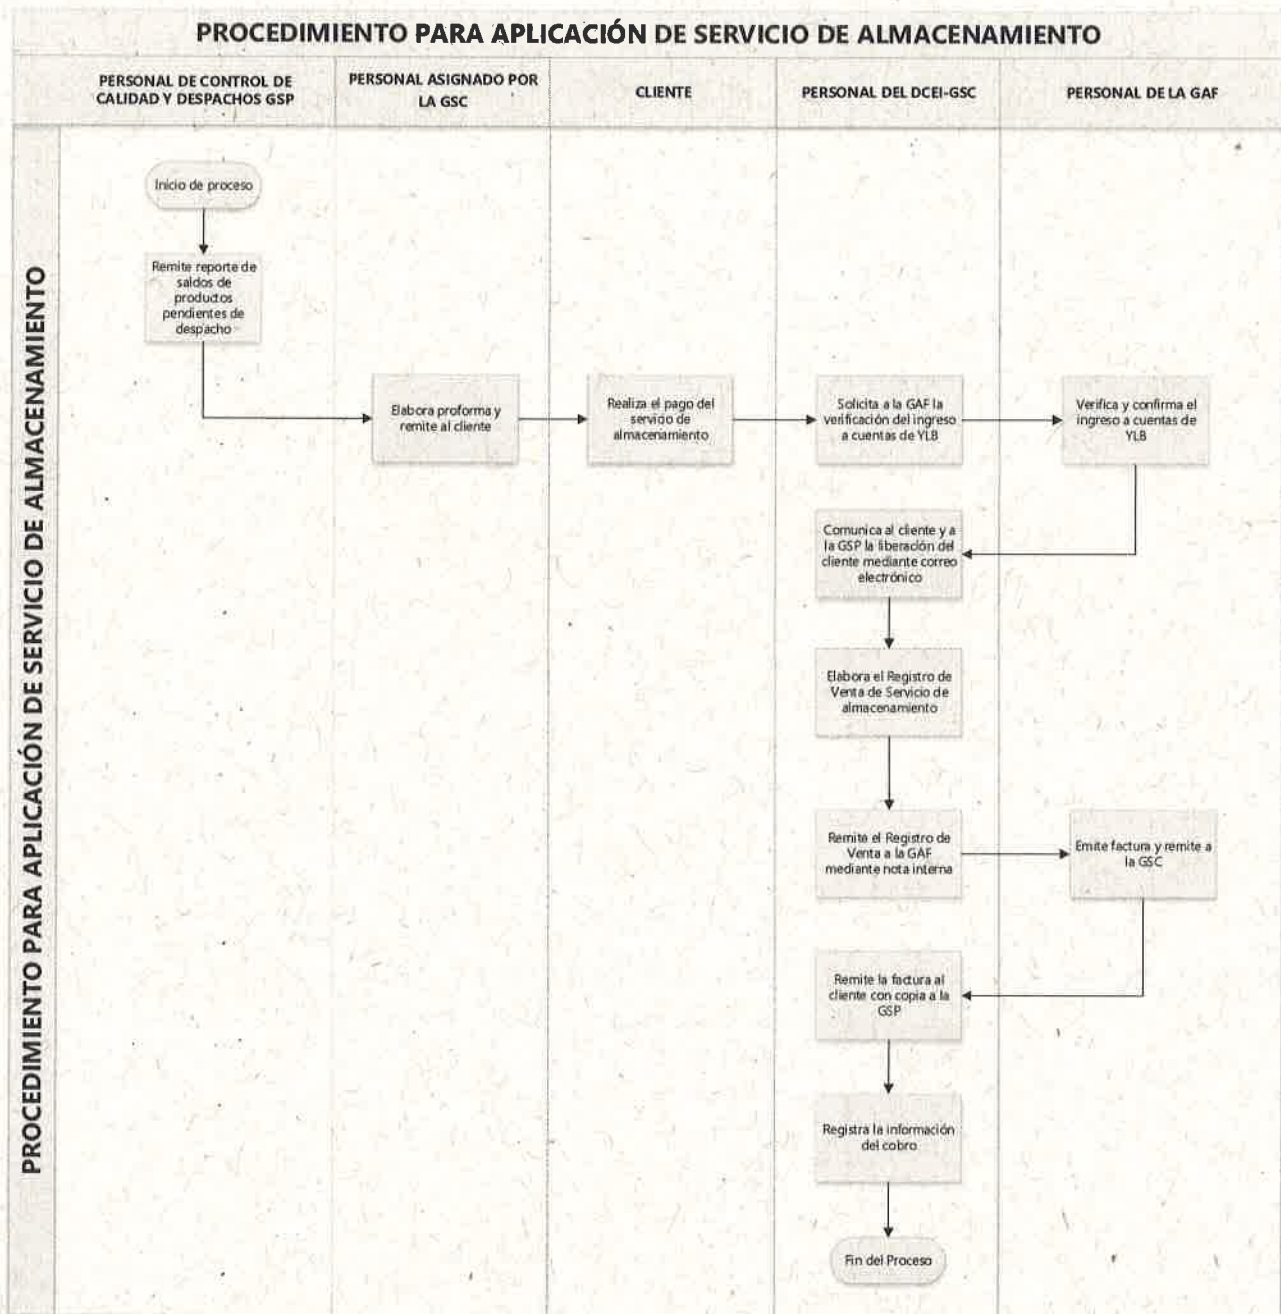 PROCEDIMIENTO PARA APLICACIÓN DE SERVICIO DE ALMACENAMIENTO
PERSONAL DE CONTROL DE
CALIDAD Y DESPACHOS GSP
PERSONAL ASIGNADO POR
LA GSC
CLIENTE
PERSONAL DEL DCEI-GSC
PERSONAL DE LA GAF
PROCEDIMIENTO PARA APLICACIÓN DE SERVICIO DE ALMACENAMIENTO
Inicio de proceso
Remite reporte de
saldos de
productos
pendientes de
despacho
Elabora proforma y
remite al cliente
Realiza el pago del
servicio de
almacenamiento
Solicita a la GAF la
verificación del ingreso
a cuentas de YLB
Verifica y confirma el
ingreso a cuentas de
YLB
Comunica al cliente y a
la GSP la liberación del
cliente mediante correo
electrónico
Elabora el Registro de
Venta de Servicio de
almacenamiento
Remite el Registro de
Venta a la GAF
mediante nota interna
Emite factura y remite a
la GSC
Remite la factura al
cliente con copia a la
GSP
Registra la información
del cobro
Fin del Proceso